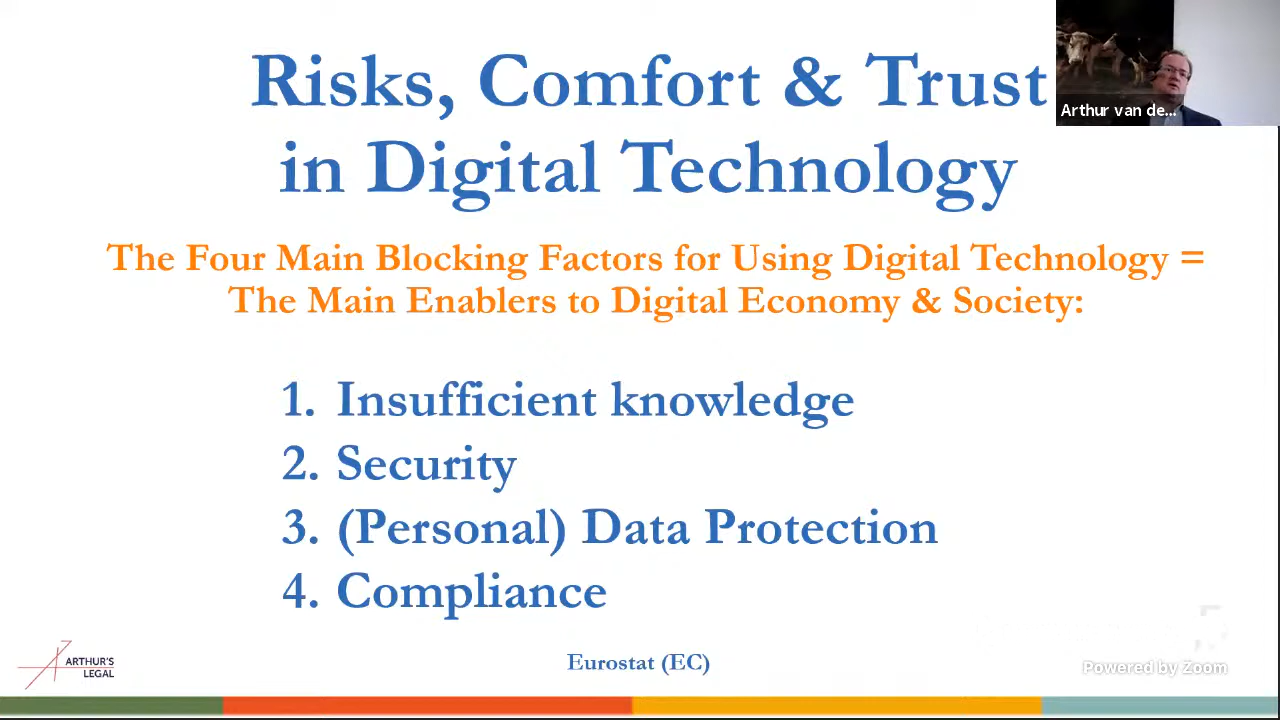 Risks, Comfort & Trust
in Digital Technology
Arthur van de...
The Four Main Blocking Factors for Using Digital Technology =
The Main Enablers to Digital Economy & Society:
1. Insufficient knowledge
2. Security
3. (Personal) Data Protection
4. Compliance
ARTHUR'S
LEGAL
Eurostat (EC)
Powered by Zoom